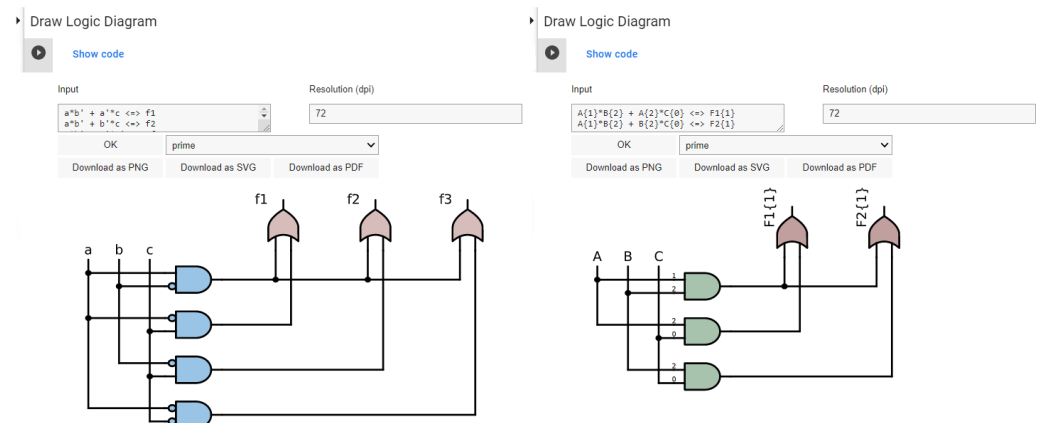 Draw Logic Diagram
Show code
Input
Resolution (dpi)
a*b' + a'*c <=> f1
a*b' + b'*c <=> f2
72
OK
prime
Download as PNG
Download as SVG
Download as PDF
f1 f2 f3
a b c
Draw Logic Diagram
Show code
Input
Resolution (dpi)
A{1}*B{2} + A{2}*C{0} <=> F1{1}
A{1}*B{2} + B{2}*C{0} <=> F2{1}
72
OK
prime
Download as PNG
Download as SVG
Download as PDF
F1{1} F2{1}
A B C
1
2
2
0
2
0